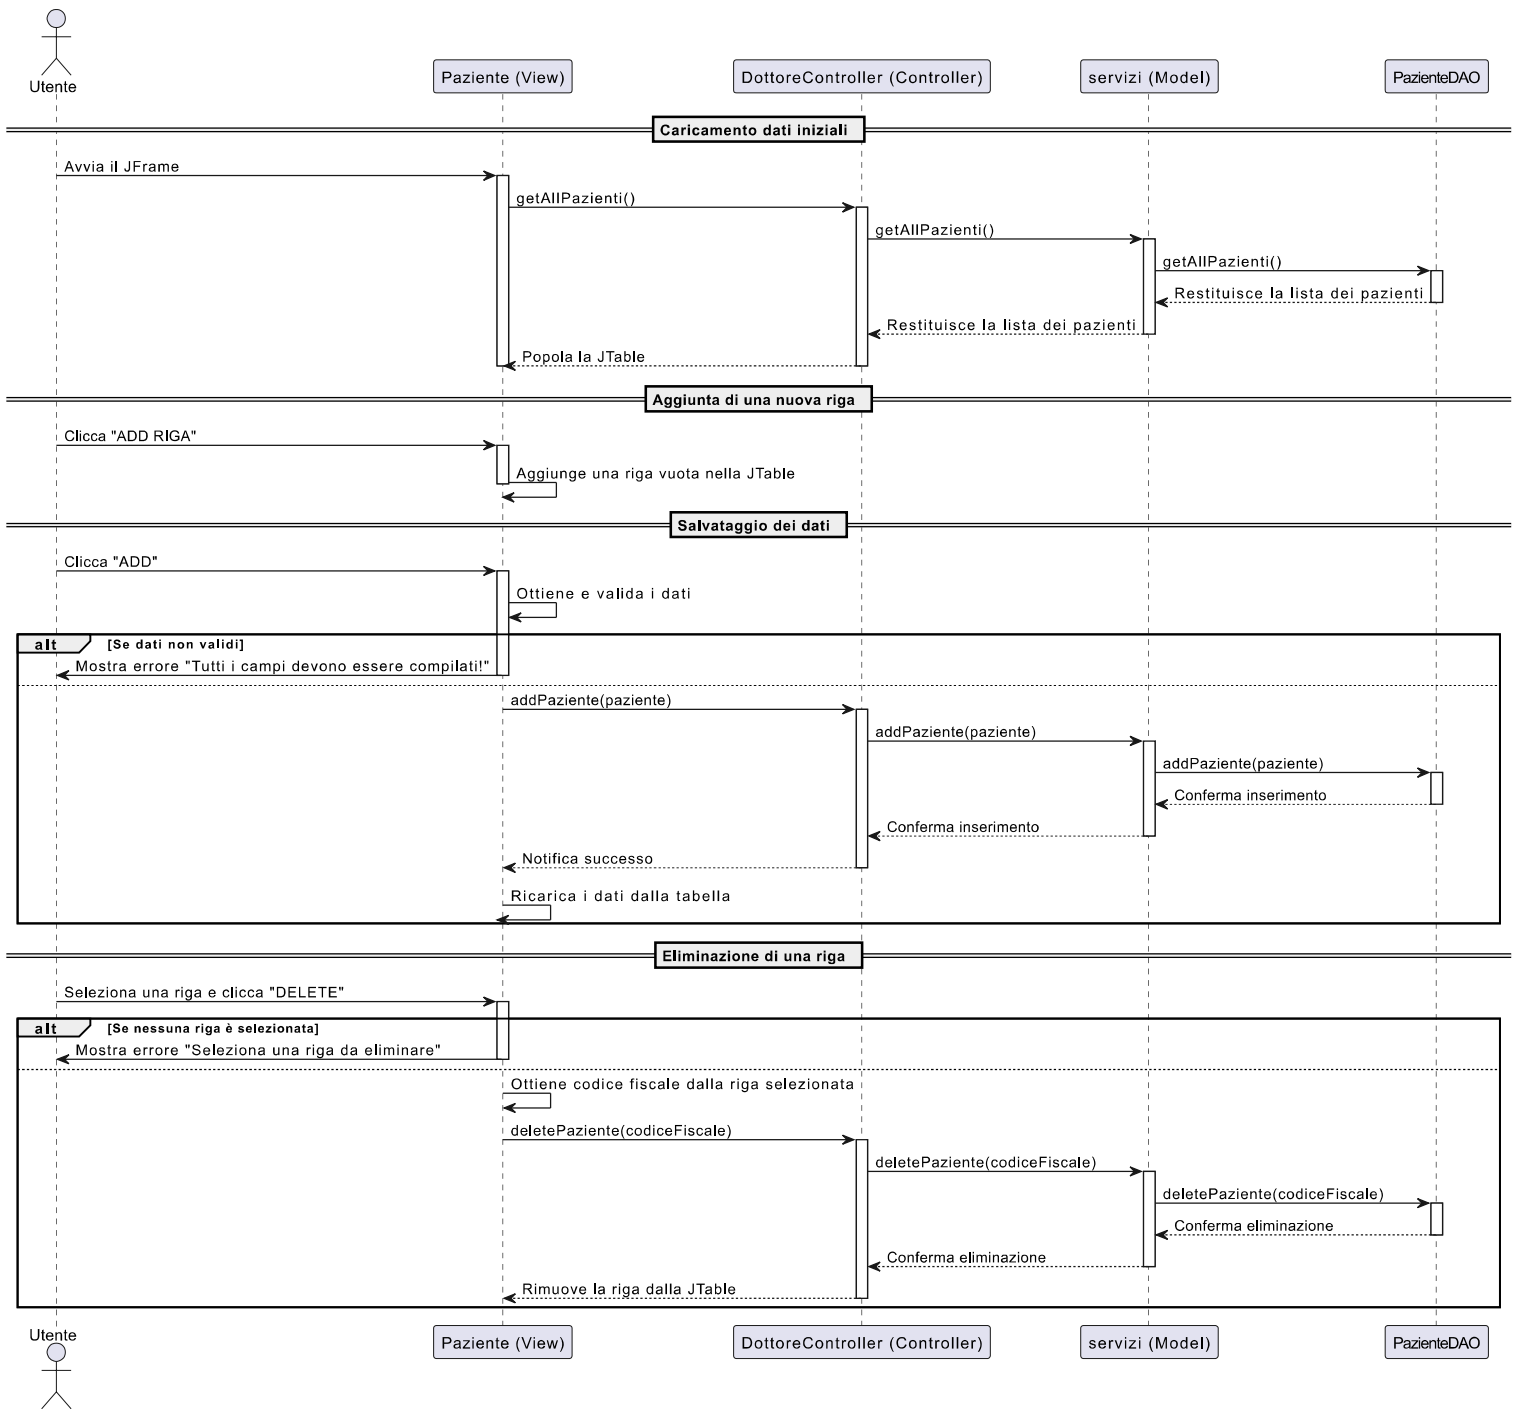 Utente
Paziente (View)
DottoreController (Controller)
servizi (Model)
PazienteDAO
Caricamento dati iniziali
Avvia il JFrame
getAllPazienti()
getAllPazienti()
getAllPazienti()
Restituisce la lista dei pazienti
Restituisce la lista dei pazienti
Popola la JTable
Aggiunta di una nuova riga
Clicca "ADD RIGA"
Aggiunge una riga vuota nella JTable
Salvataggio dei dati
Clicca "ADD"
Ottiene e valida i dati
alt [Se dati non validi]
Mostra errore "Tutti i campi devono essere compilati!"
addPaziente(paziente)
addPaziente(paziente)
addPaziente(paziente)
Conferma inserimento
Conferma inserimento
Notifica successo
Ricarica i dati dalla tabella
Eliminazione di una riga
Seleziona una riga e clicca "DELETE"
alt [Se nessuna riga è selezionata]
Mostra errore "Seleziona una riga da eliminare"
Ottiene codice fiscale dalla riga selezionata
deletePaziente(codiceFiscale)
deletePaziente(codiceFiscale)
deletePaziente(codiceFiscale)
Conferma eliminazione
Conferma eliminazione
Rimuove la riga dalla JTable
Utente
Paziente (View)
DottoreController (Controller)
servizi (Model)
PazienteDAO